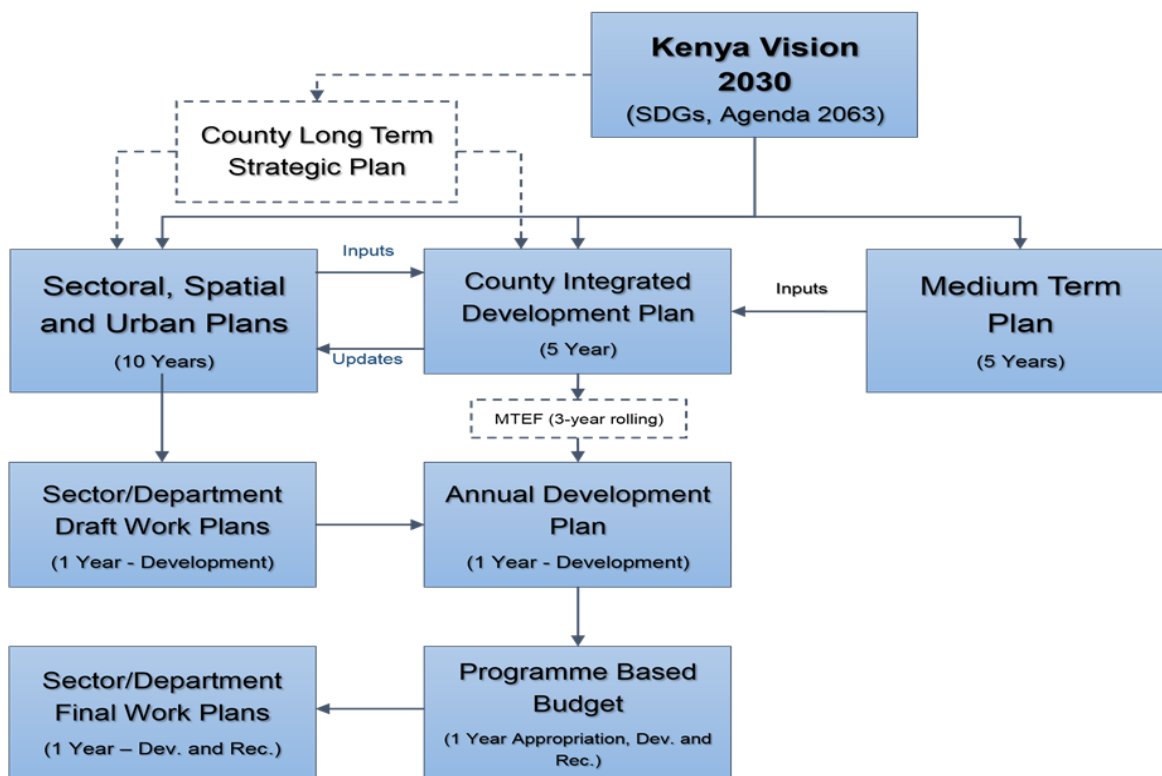 Kenya Vision
2030
(SDGs, Agenda 2063)
County Long Term
Strategic Plan
Sectoral, Spatial
and Urban Plans
(10 Years)
Inputs
Updates
County Integrated
Development Plan
(5 Year)
Inputs
Medium Term
Plan
(5 Years)
MTEF (3-year rolling)
Sector/Department
Draft Work Plans
(1 Year - Development)
Annual Development
Plan
(1 Year - Development)
Sector/Department
Final Work Plans
(1 Year – Dev. and Rec.)
Programme Based
Budget
(1 Year Appropriation, Dev. and
Rec.)